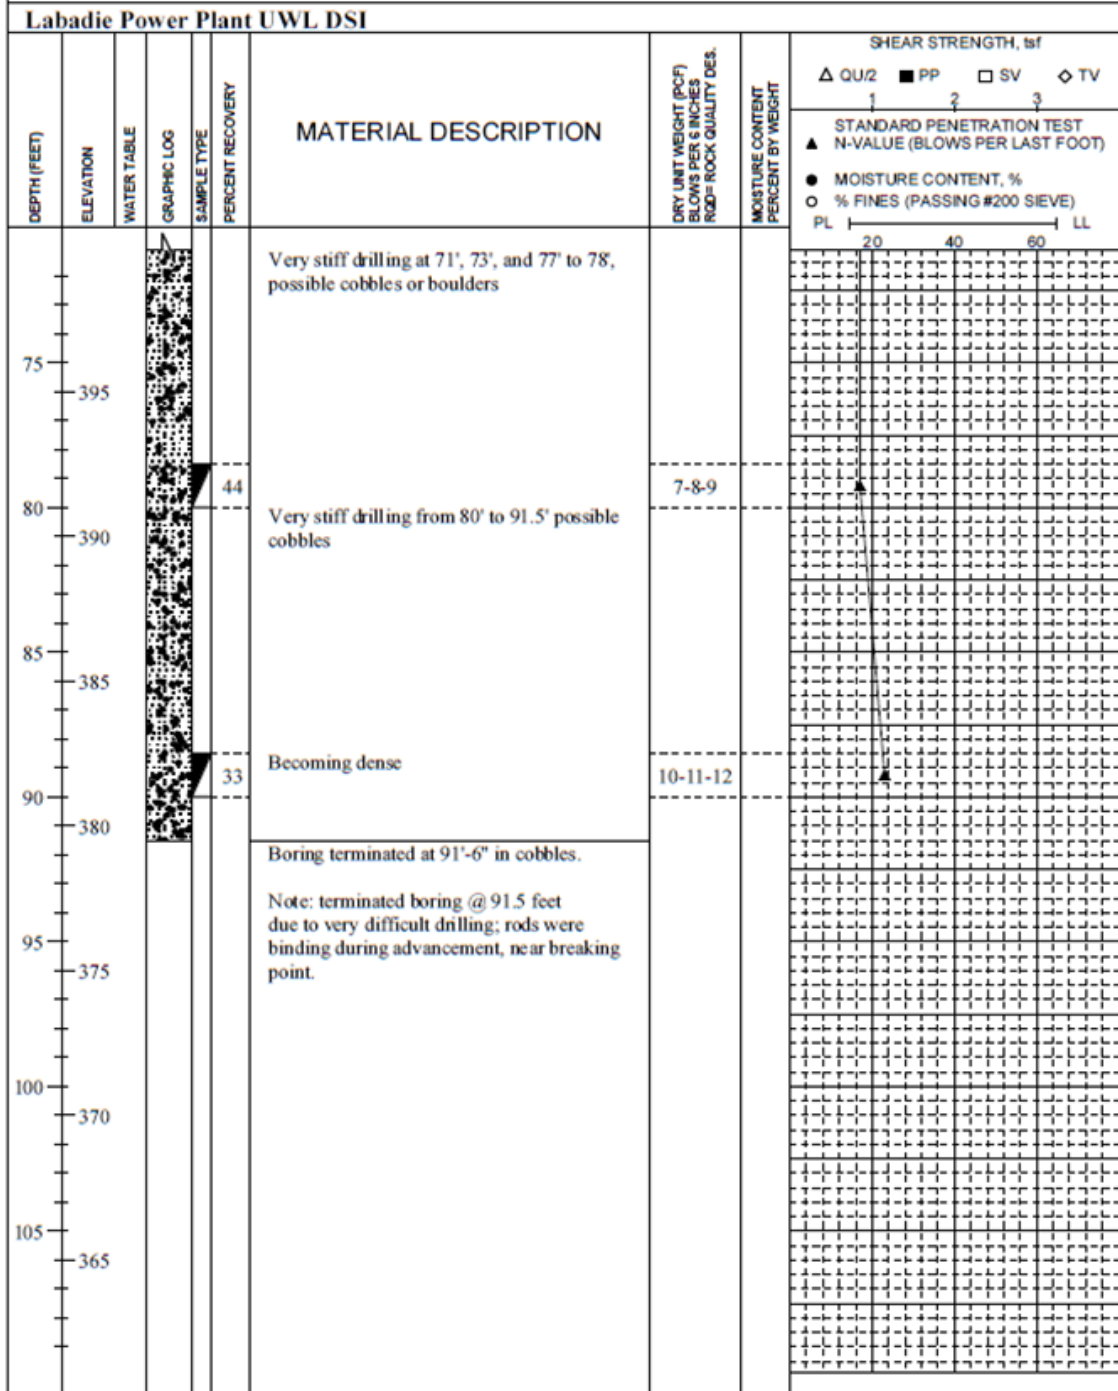 Labadie Power Plant UWL DSI
DEPTH (FEET)
ELEVATION
WATER TABLE
GRAPHIC LOG
SAMPLE TYPE
PERCENT RECOVERY
MATERIAL DESCRIPTION
DRY UNIT WEIGHT (PCF)
BLOWS PER 6 INCHES
RQD= ROCK QUALITY DES.
MOISTURE CONTENT
PERCENT BY WEIGHT
SHEAR STRENGTH, tsf
△ QU/2 ■ PP □ SV ◇ TV
1 2 3
STANDARD PENETRATION TEST
▲ N-VALUE (BLOWS PER LAST FOOT)
● MOISTURE CONTENT, %
○ % FINES (PASSING #200 SIEVE)
PL LL
20 40 60
Very stiff drilling at 71', 73', and 77' to 78',
possible cobbles or boulders
75
395
44 7-8-9
80
Very stiff drilling from 80' to 91.5' possible
390
cobbles
85
385
Becoming dense
33 10-11-12
90
380
Boring terminated at 91'-6" in cobbles.
Note: terminated boring @ 91.5 feet
due to very difficult drilling; rods were
95
binding during advancement, near breaking
375
point.
100
370
105
365